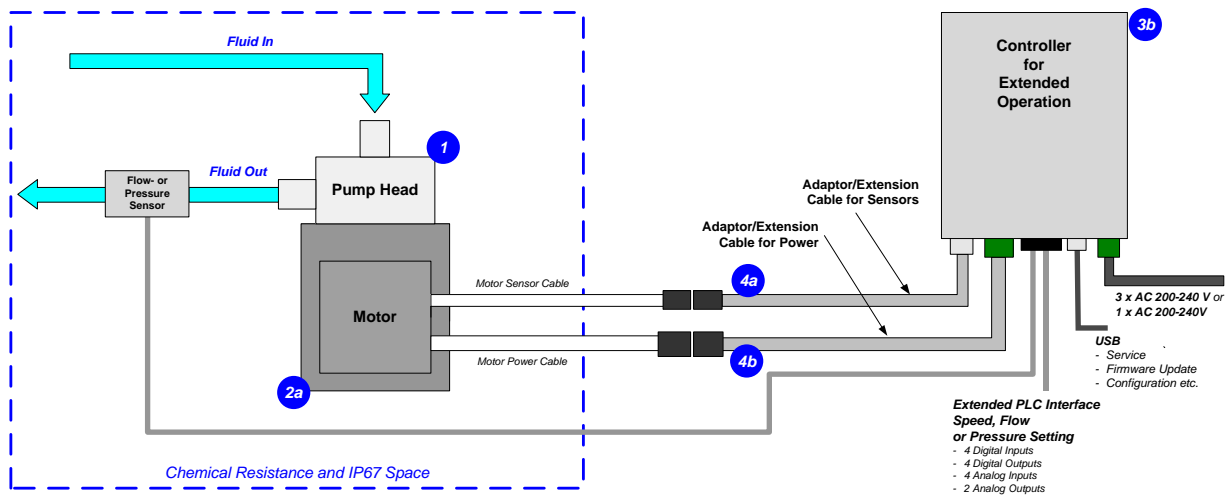 Fluid In
1
Fluid Out
Flow- or
Pressure
Sensor
Pump Head
Motor
2a
Motor Sensor Cable
Motor Power Cable
Chemical Resistance and IP67 Space
4a
4b
Adaptor/Extension
Cable for Sensors
Adaptor/Extension
Cable for Power
3b
Controller
for
Extended
Operation
3 x AC 200-240 V or
1 x AC 200-240V
USB
- Service
- Firmware Update
- Configuration etc.
Extended PLC Interface
Speed, Flow
or Pressure Setting
- 4 Digital Inputs
- 4 Digital Outputs
- 4 Analog Inputs
- 2 Analog Outputs